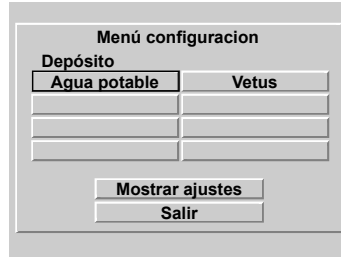 Menú configuracion
Depósito
Agua potable Vetus
Mostrar ajustes
Salir